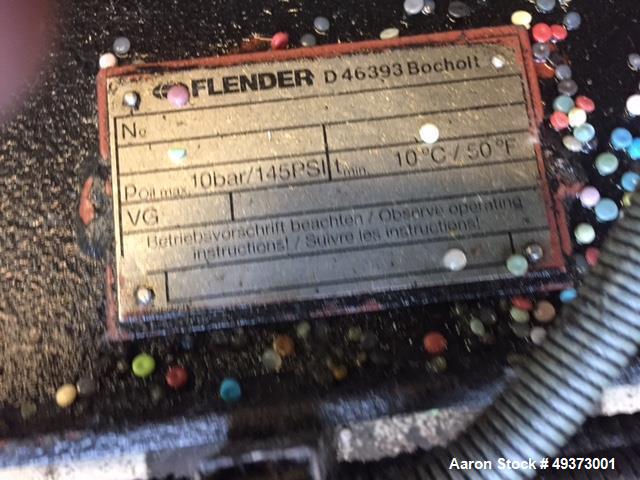 FLENDER D 46393 Bocholt
No
POil max. 10bar/145PSI tMin. 10 °C / 50 °F
VG
Betriebsvorschrift beachten / Observe operating
instructions! / Suivre les instructions!
Aaron Stock # 49373001